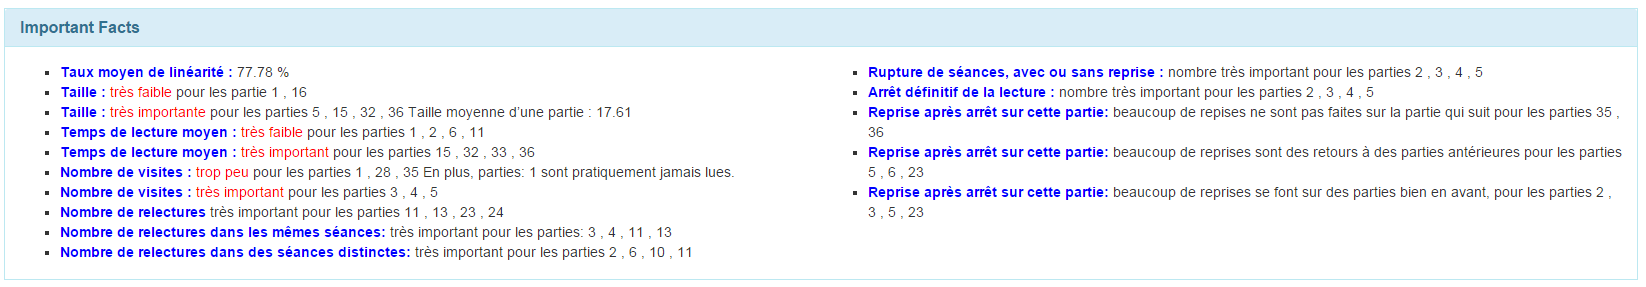 Important Facts
Taux moyen de linéarité : 77.78 %
Taille : très faible pour les partie 1 , 16
Taille : très importante pour les parties 5 , 15 , 32 , 36 Taille moyenne d'une partie : 17.61
Temps de lecture moyen : très faible pour les parties 1 , 2 , 6 , 11
Temps de lecture moyen : très important pour les parties 15 , 32 , 33 , 36
Nombre de visites : trop peu pour les parties 1 , 28 , 35 En plus, parties: 1 sont pratiquement jamais lues.
Nombre de visites : très important pour les parties 3 , 4 , 5
Nombre de relectures très important pour les parties 11 , 13 , 23 , 24
Nombre de relectures dans les mêmes séances: très important pour les parties: 3 , 4 , 11 , 13
Nombre de relectures dans des séances distinctes: très important pour les parties 2 , 6 , 10 , 11
Rupture de séances, avec ou sans reprise : nombre très important pour les parties 2 , 3 , 4 , 5
Arrêt définitif de la lecture : nombre très important pour les parties 2 , 3 , 4 , 5
Reprise après arrêt sur cette partie: beaucoup de repises ne sont pas faites sur la partie qui suit pour les parties 35 ,
36
Reprise après arrêt sur cette partie: beaucoup de reprises sont des retours à des parties antérieures pour les parties
5 , 6 , 23
Reprise après arrêt sur cette partie: beaucoup de reprises se font sur des parties bien en avant, pour les parties 2 ,
3 , 5 , 23